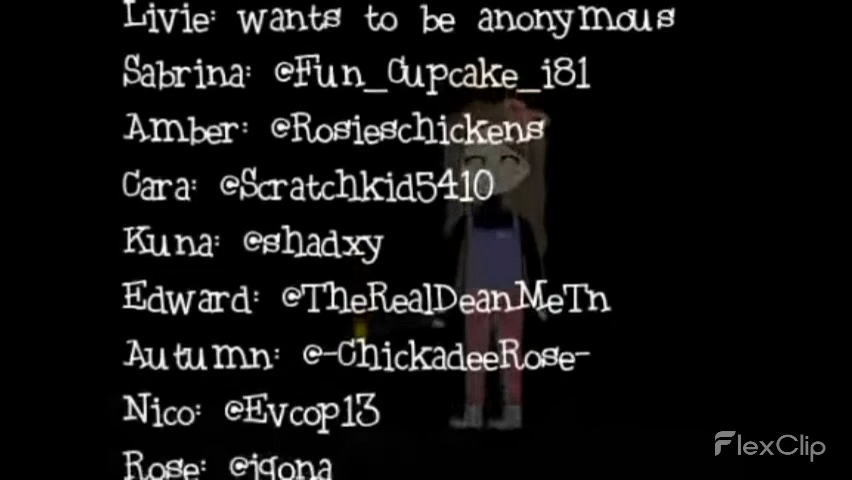 Livie: wants to be anonymous
Sabrina: @Fun_Cupcake_i81
Amber: @Rosieschickens
Cara: @Scratchkid5410
Kuna: @shadxy
Edward: @TheRealDeanMeTn
Autumn: @-ChickadeeRose-
Nico: @Evcop13
Rose:
FlexClip